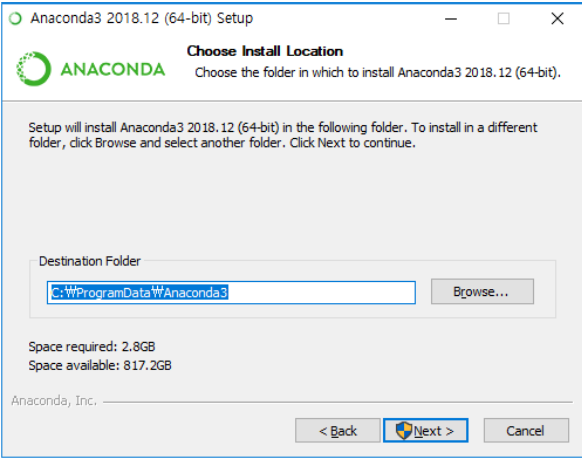 Anaconda3 2018.12 (64-bit) Setup
Choose Install Location
ANACONDA
Choose the folder in which to install Anaconda3 2018.12 (64-bit).
Setup will install Anaconda3 2018.12 (64-bit) in the following folder. To install in a different
folder, click Browse and select another folder. Click Next to continue.
Destination Folder
C:₩ProgramData₩Anaconda3
Browse...
Space required: 2.8GB
Space available: 817.2GB
Anaconda, Inc.
< Back
Next >
Cancel